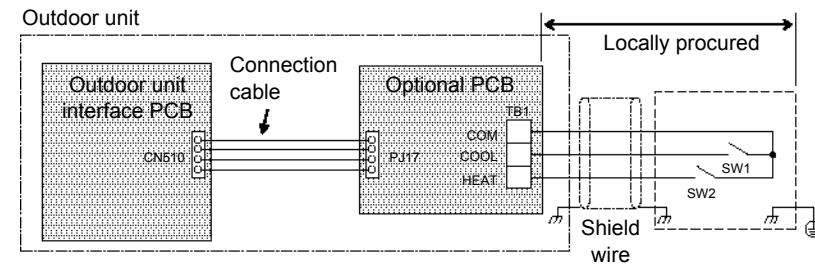 Outdoor unit
Locally procured
Outdoor unit
interface PCB
Connection
cable
Optional PCB
TB1
COM
COOL
HEAT
CN510
PJ17
SW1
SW2
Shield
wire